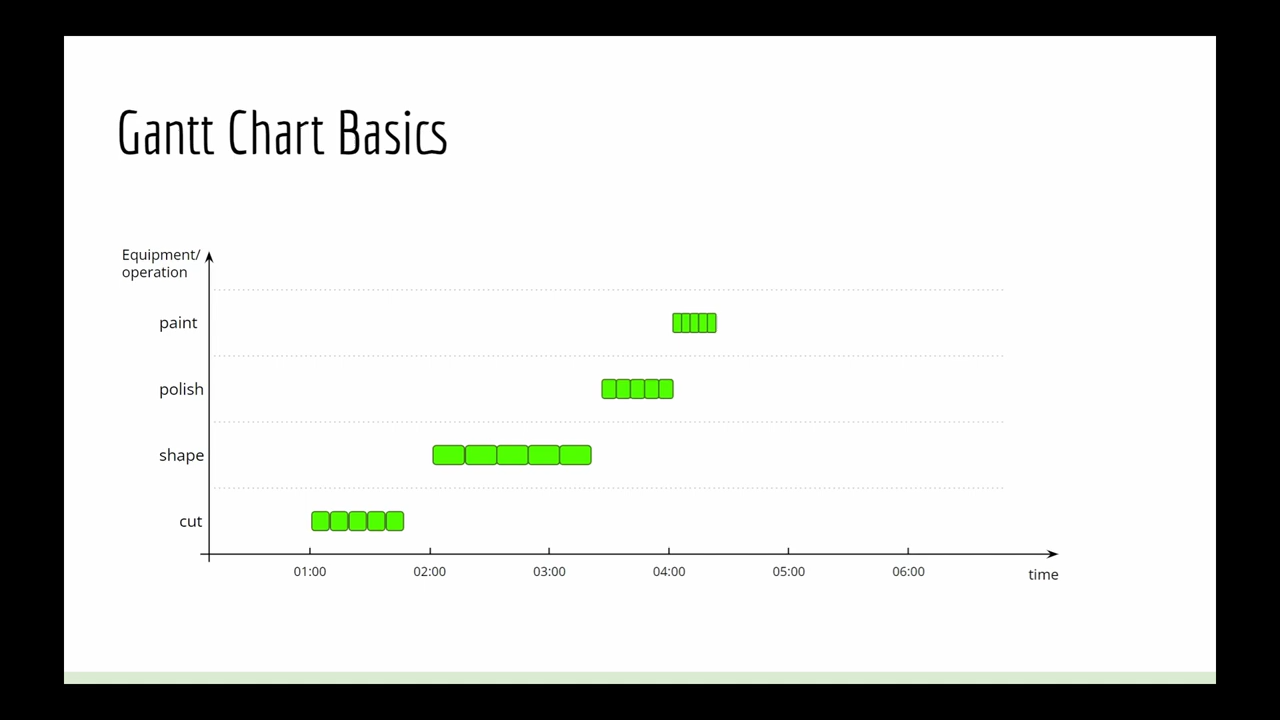 Gantt Chart Basics
Equipment/
operation
paint
polish
shape
cut
01:00 02:00 03:00 04:00 05:00 06:00
time